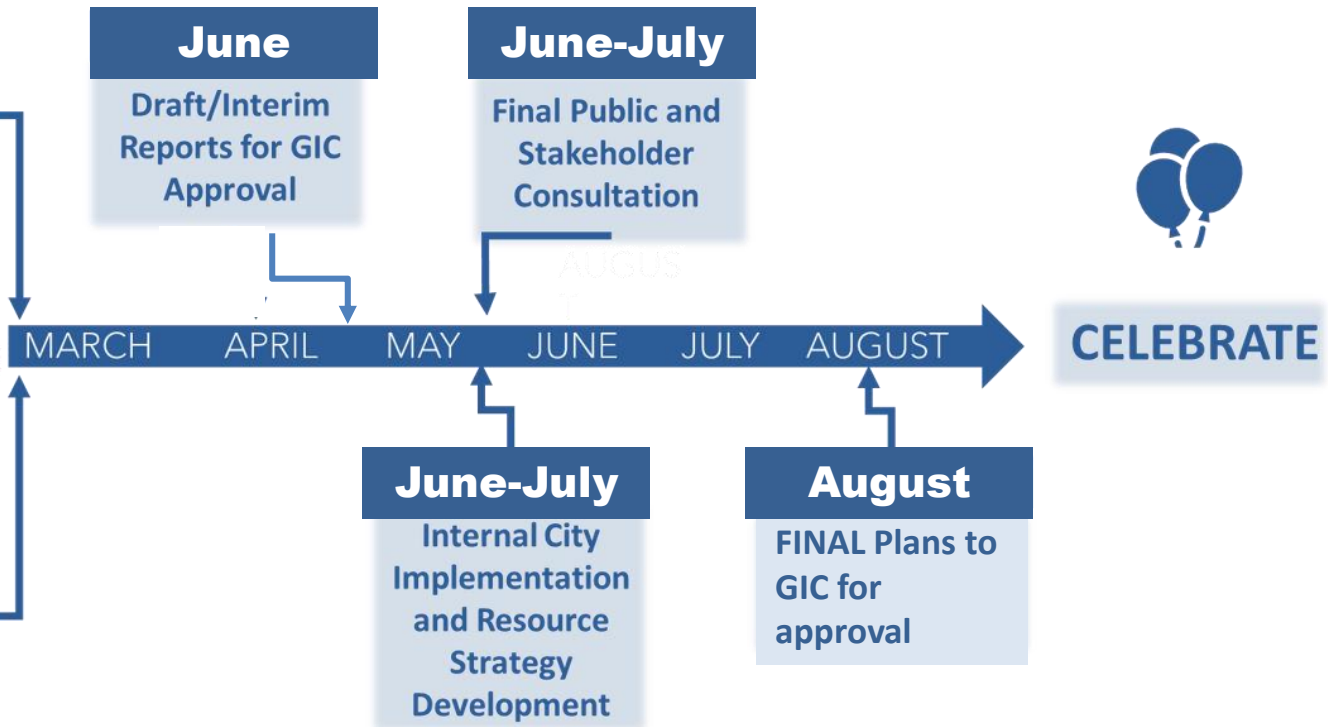 June
Draft/Interim
Reports for GIC
Approval
June-July
Final Public and
Stakeholder
Consultation
AUGUS
T
MARCH APRIL MAY JUNE JULY AUGUST
CELEBRATE
June-July
Internal City
Implementation
and Resource
Strategy
Development
August
FINAL Plans to
GIC for
approval